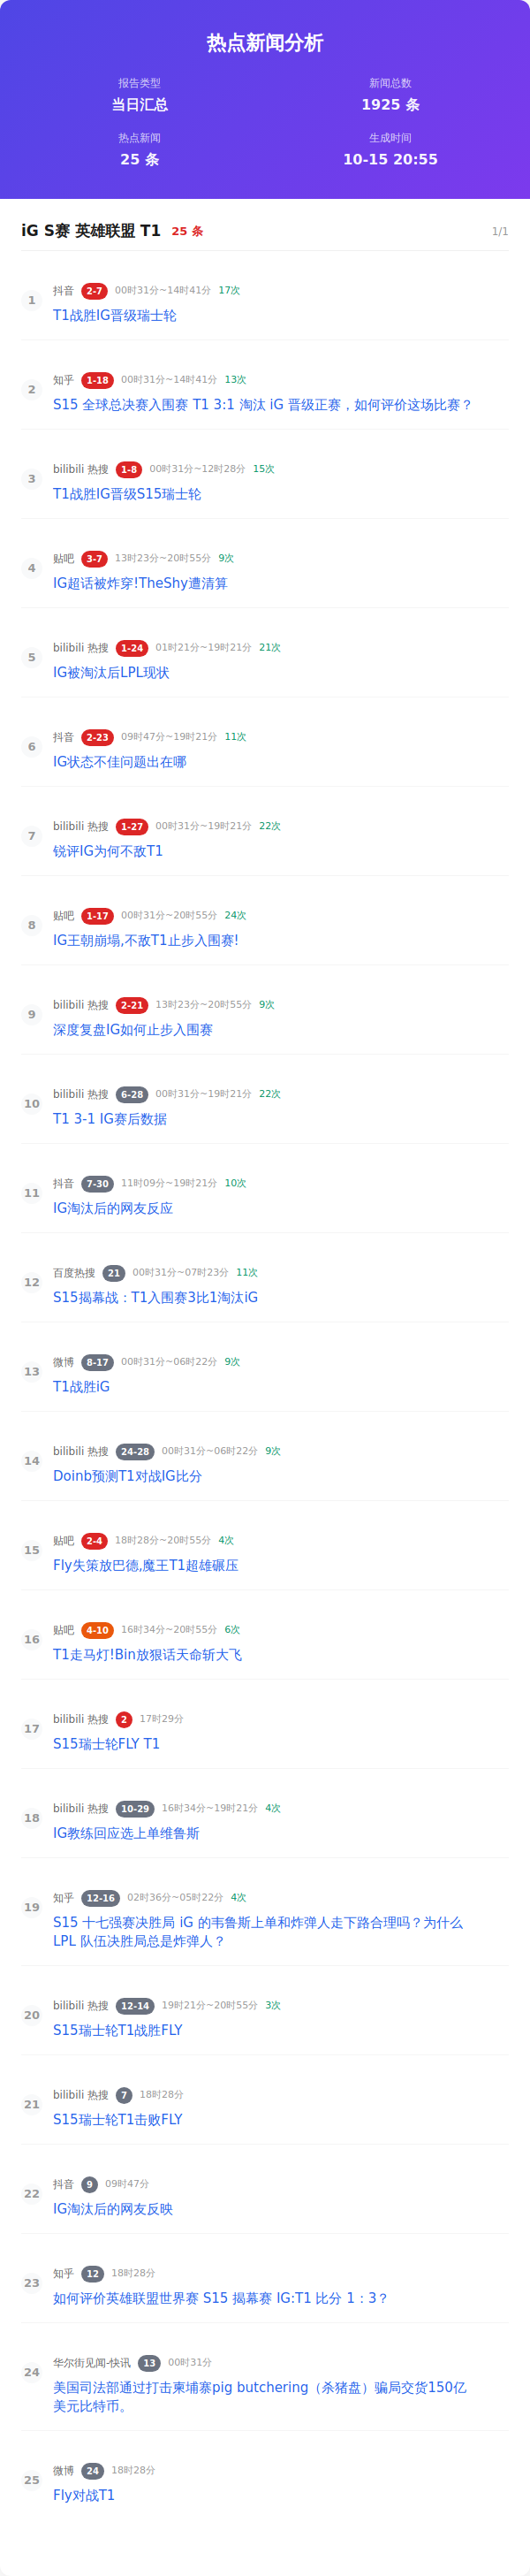 热点新闻分析
报告类型
新闻总数
当日汇总
1925 条
热点新闻
生成时间
25 条
10-15 20:55
iG S赛 英雄联盟 T1 25 条 1/1
1
抖音 2-7 00时31分~14时41分 17次
T1战胜IG晋级瑞士轮
2
知乎 1-18 00时31分~14时41分 13次
S15 全球总决赛入围赛 T1 3:1 淘汰 iG 晋级正赛，如何评价这场比赛？
3
bilibili 热搜 1-8 00时31分~12时28分 15次
T1战胜IG晋级S15瑞士轮
4
贴吧 3-7 13时23分~20时55分 9次
IG超话被炸穿!TheShy遭清算
5
bilibili 热搜 1-24 01时21分~19时21分 21次
IG被淘汰后LPL现状
6
抖音 2-23 09时47分~19时21分 11次
IG状态不佳问题出在哪
7
bilibili 热搜 1-27 00时31分~19时21分 22次
锐评IG为何不敌T1
8
贴吧 1-17 00时31分~20时55分 24次
IG王朝崩塌,不敌T1止步入围赛!
9
bilibili 热搜 2-21 13时23分~20时55分 9次
深度复盘IG如何止步入围赛
10
bilibili 热搜 6-28 00时31分~19时21分 22次
T1 3-1 IG赛后数据
11
抖音 7-30 11时09分~19时21分 10次
IG淘汰后的网友反应
12
百度热搜 21 00时31分~07时23分 11次
S15揭幕战：T1入围赛3比1淘汰iG
13
微博 8-17 00时31分~06时22分 9次
T1战胜iG
14
bilibili 热搜 24-28 00时31分~06时22分 9次
Doinb预测T1对战IG比分
15
贴吧 2-4 18时28分~20时55分 4次
Fly失策放巴德,魔王T1超雄碾压
16
贴吧 4-10 16时34分~20时55分 6次
T1走马灯!Bin放狠话天命斩大飞
17
bilibili 热搜 2 17时29分
S15瑞士轮FLY T1
18
bilibili 热搜 10-29 16时34分~19时21分 4次
IG教练回应选上单维鲁斯
19
知乎 12-16 02时36分~05时22分 4次
S15 十七强赛决胜局 iG 的韦鲁斯上单和炸弹人走下路合理吗？为什么
LPL 队伍决胜局总是炸弹人？
20
bilibili 热搜 12-14 19时21分~20时55分 3次
S15瑞士轮T1战胜FLY
21
bilibili 热搜 7 18时28分
S15瑞士轮T1击败FLY
22
抖音 9 09时47分
IG淘汰后的网友反映
23
知乎 12 18时28分
如何评价英雄联盟世界赛 S15 揭幕赛 IG:T1 比分 1：3？
24
华尔街见闻-快讯 13 00时31分
美国司法部通过打击柬埔寨pig butchering（杀猪盘）骗局交货150亿
美元比特币。
25
微博 24 18时28分
Fly对战T1